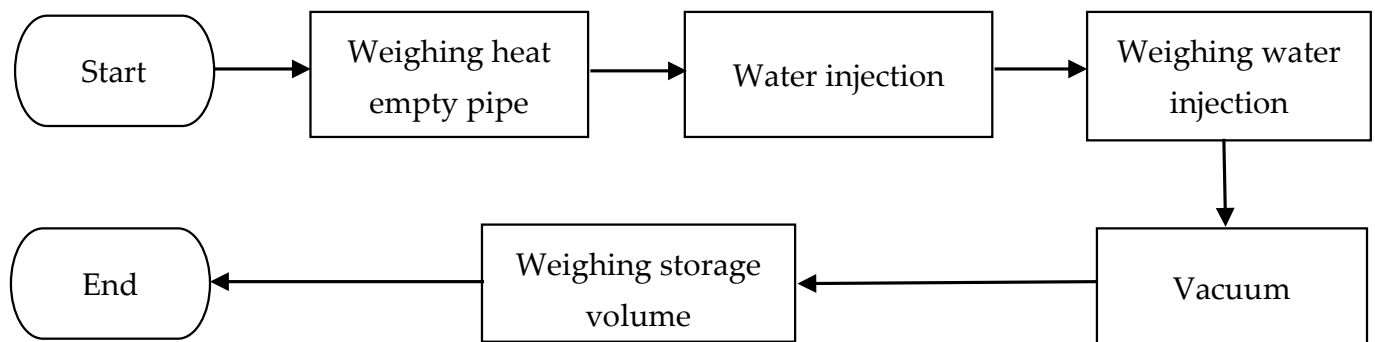 Start
Weighing heat
empty pipe
Water injection
Weighing water
injection
Vacuum
Weighing storage
volume
End